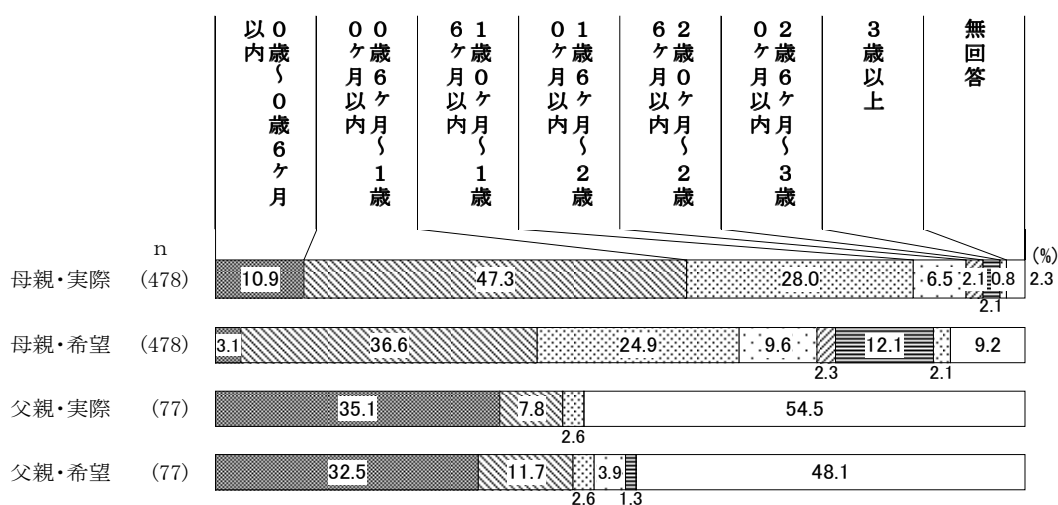 ０歳～０歳６ヶ月
以内
０歳６ヶ月～１歳
０ヶ月以内
１歳０ヶ月～１歳
６ヶ月以内
１歳６ヶ月～２歳
０ヶ月以内
２歳０ヶ月～２歳
６ヶ月以内
２歳６ヶ月～３歳
０ヶ月以内
３歳以上
無回答
n
(%)
母親・実際 (478) 10.9 47.3 28.0 6.5 2.1 0.8 2.3
2.1
母親・希望 (478) 3.1 36.6 24.9 9.6 12.1 9.2
2.3 2.1
父親・実際 (77) 35.1 7.8 54.5
2.6
父親・希望 (77) 32.5 11.7 3.9 48.1
2.6 1.3